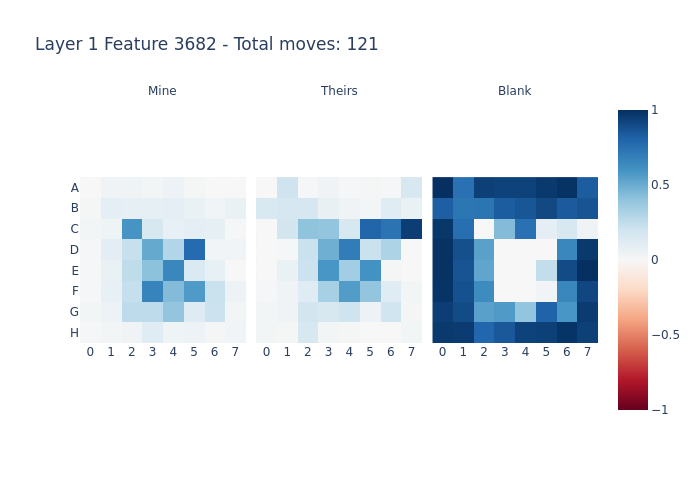 Layer 1 Feature 3682 - Total moves: 121
Mine Theirs Blank
A
B
C
D
E
F
G
H
0 1 2 3 4 5 6 7 0 1 2 3 4 5 6 7 0 1 2 3 4 5 6 7
1
0.5
0
−0.5
−1